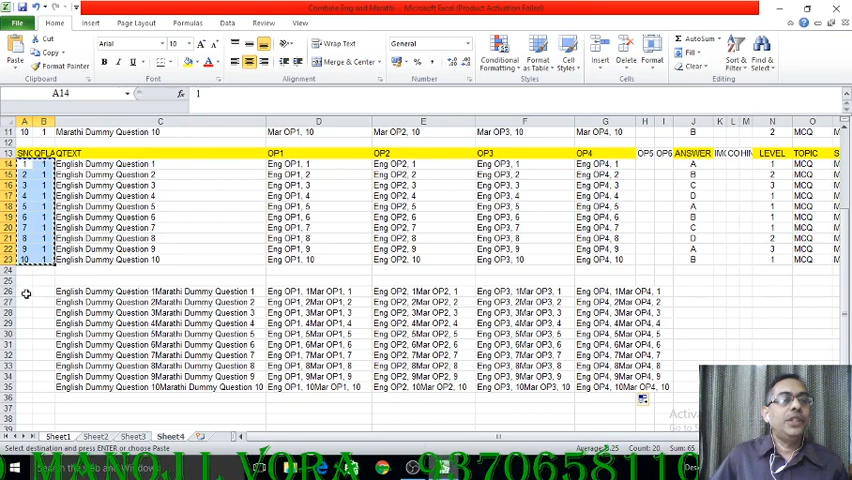 Combine Eng and Marathi - Microsoft Excel (Product Activation Failed)
File Home Insert Page Layout Formulas Data Review View
Paste Cut Copy Format Painter Arial 10 Wrap Text Merge & Center General Conditional Formatting Format as Table Cell Styles Insert Delete Format AutoSum Fill Clear Sort & Filter Find & Select
Clipboard Font Alignment Number Styles Cells Editing
A14 fx 1
A B C D E F G H I J K L M N O
11 10 1 Marathi Dummy Question 10 Mar OP1, 10 Mar OP2, 10 Mar OP3, 10 Mar OP4, 10 B 2 MCQ M
12
13 SNO QFLA QTEXT OP1 OP2 OP3 OP4 OP5 OP6 ANSWER IM CO HIN LEVEL TOPIC S
14 1 1 English Dummy Question 1 Eng OP1, 1 Eng OP2, 1 Eng OP3, 1 Eng OP4, 1 A 1 MCQ M
15 2 1 English Dummy Question 2 Eng OP1, 2 Eng OP2, 2 Eng OP3, 2 Eng OP4, 2 B 2 MCQ M
16 3 1 English Dummy Question 3 Eng OP1, 3 Eng OP2, 3 Eng OP3, 3 Eng OP4, 3 C 3 MCQ M
17 4 1 English Dummy Question 4 Eng OP1, 4 Eng OP2, 4 Eng OP3, 4 Eng OP4, 4 D 1 MCQ M
18 5 1 English Dummy Question 5 Eng OP1, 5 Eng OP2, 5 Eng OP3, 5 Eng OP4, 5 A 1 MCQ M
19 6 1 English Dummy Question 6 Eng OP1, 6 Eng OP2, 6 Eng OP3, 6 Eng OP4, 6 B 2 MCQ M
20 7 1 English Dummy Question 7 Eng OP1, 7 Eng OP2, 7 Eng OP3, 7 Eng OP4, 7 C 1 MCQ M
21 8 1 English Dummy Question 8 Eng OP1, 8 Eng OP2, 8 Eng OP3, 8 Eng OP4, 8 D 2 MCQ M
22 9 1 English Dummy Question 9 Eng OP1, 9 Eng OP2, 9 Eng OP3, 9 Eng OP4, 9 A 3 MCQ M
23 10 1 English Dummy Question 10 Eng OP1, 10 Eng OP2, 10 Eng OP3, 10 Eng OP4, 10 B 1 MCQ M
24
25
26 English Dummy Question 1Marathi Dummy Question 1 Eng OP1, 1Mar OP1, 1 Eng OP2, 1Mar OP2, 1 Eng OP3, 1Mar OP3, 1 Eng OP4, 1Mar OP4, 1
27 English Dummy Question 2Marathi Dummy Question 2 Eng OP1, 2Mar OP1, 2 Eng OP2, 2Mar OP2, 2 Eng OP3, 2Mar OP3, 2 Eng OP4, 2Mar OP4, 2
28 English Dummy Question 3Marathi Dummy Question 3 Eng OP1, 3Mar OP1, 3 Eng OP2, 3Mar OP2, 3 Eng OP3, 3Mar OP3, 3 Eng OP4, 3Mar OP4, 3
29 English Dummy Question 4Marathi Dummy Question 4 Eng OP1, 4Mar OP1, 4 Eng OP2, 4Mar OP2, 4 Eng OP3, 4Mar OP3, 4 Eng OP4, 4Mar OP4, 4
30 English Dummy Question 5Marathi Dummy Question 5 Eng OP1, 5Mar OP1, 5 Eng OP2, 5Mar OP2, 5 Eng OP3, 5Mar OP3, 5 Eng OP4, 5Mar OP4, 5
31 English Dummy Question 6Marathi Dummy Question 6 Eng OP1, 6Mar OP1, 6 Eng OP2, 6Mar OP2, 6 Eng OP3, 6Mar OP3, 6 Eng OP4, 6Mar OP4, 6
32 English Dummy Question 7Marathi Dummy Question 7 Eng OP1, 7Mar OP1, 7 Eng OP2, 7Mar OP2, 7 Eng OP3, 7Mar OP3, 7 Eng OP4, 7Mar OP4, 7
33 English Dummy Question 8Marathi Dummy Question 8 Eng OP1, 8Mar OP1, 8 Eng OP2, 8Mar OP2, 8 Eng OP3, 8Mar OP3, 8 Eng OP4, 8Mar OP4, 8
34 English Dummy Question 9Marathi Dummy Question 9 Eng OP1, 9Mar OP1, 9 Eng OP2, 9Mar OP2, 9 Eng OP3, 9Mar OP3, 9 Eng OP4, 9Mar OP4, 9
35 English Dummy Question 10Marathi Dummy Question 10 Eng OP1, 10Mar OP1, 10 Eng OP2, 10Mar OP2, 10 Eng OP3, 10Mar OP3, 10 Eng OP4, 10Mar OP4, 10
36
37
38
Sheet1 Sheet2 Sheet3 Sheet4
Select destination and press ENTER or choose Paste Count: 20 Sum: 65
MANOJ L VORA - 9370658110